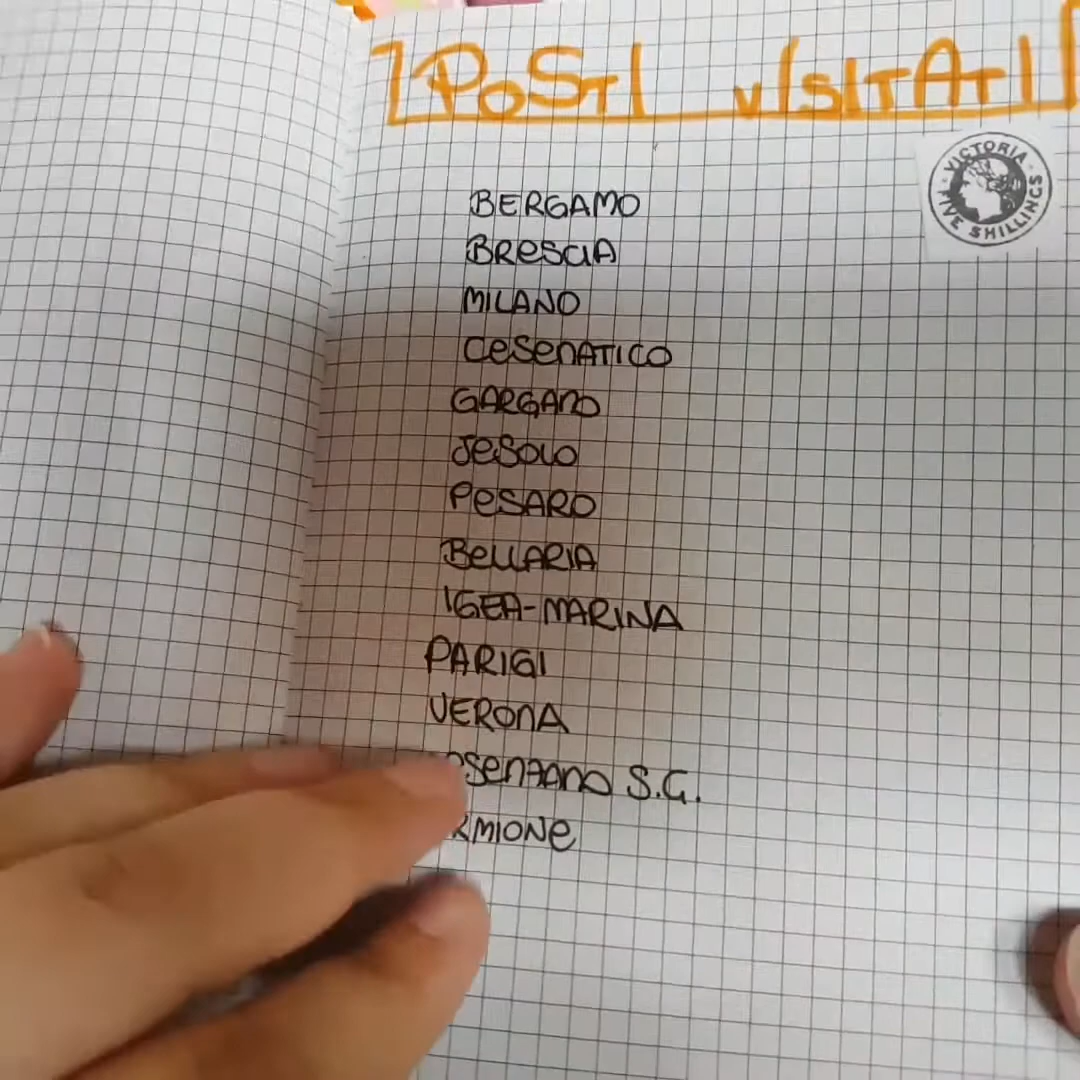 POSTI VISITATI
VICTORIA
FIVE SHILLINGS
BERGAMO
BRESCIA
MILANO
CESENATICO
GARGANO
JESOLO
PESARO
BELLARIA
IGEA-MARINA
PARIGI
VERONA
S.G.